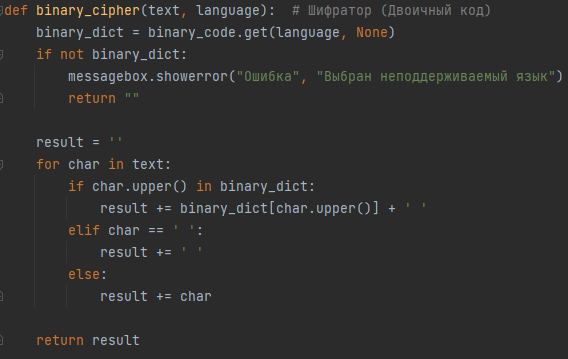 def binary_cipher(text, language):  # Шифратор (Двоичный код)
    binary_dict = binary_code.get(language, None)
    if not binary_dict:
        messagebox.showerror("Ошибка", "Выбран неподдерживаемый язык")
        return ""

    result = ''
    for char in text:
        if char.upper() in binary_dict:
            result += binary_dict[char.upper()] + ' '
        elif char == ' ':
            result += ' '
        else:
            result += char

    return result